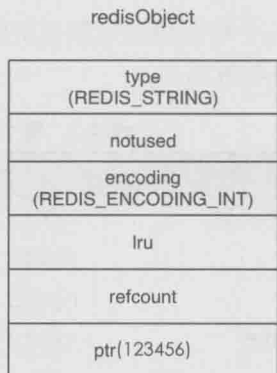 redisObject
type
(REDIS_STRING)
notused
encoding
(REDIS_ENCODING_INT)
lru
refcount
ptr(123456)